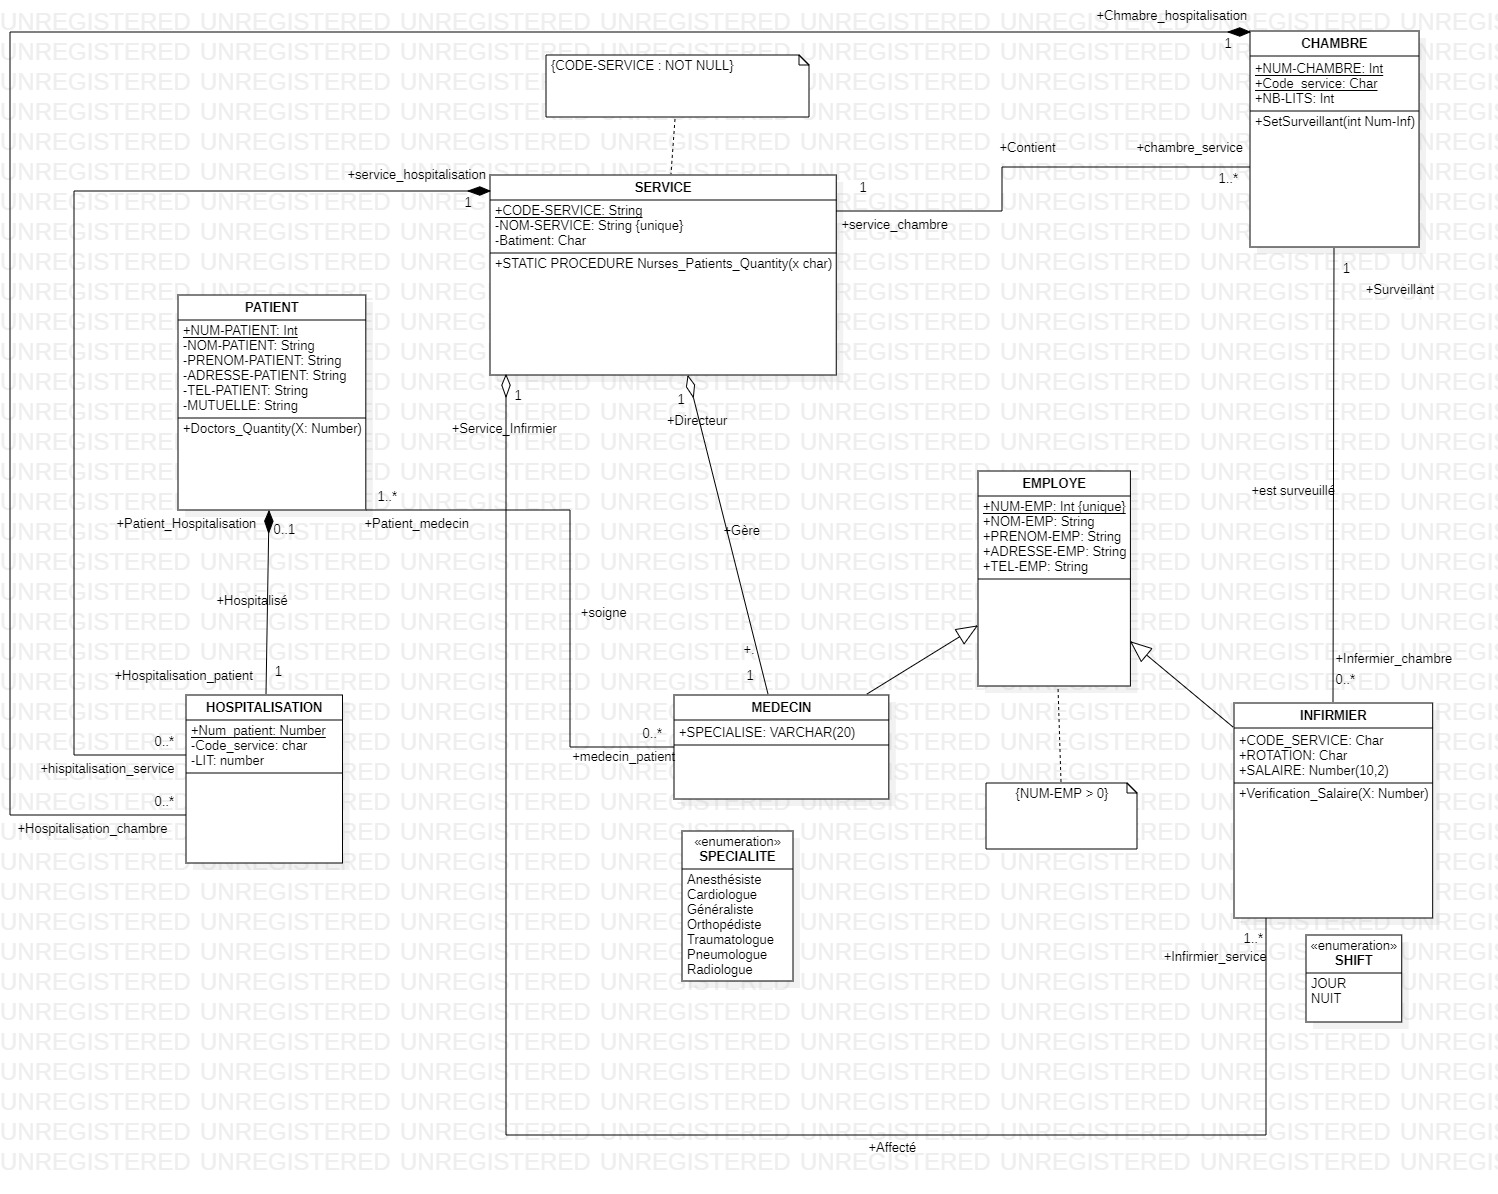 +Chmabre_hospitalisation
1
CHAMBRE
+NUM-CHAMBRE: Int
+Code_service: Char
+NB-LITS: Int
+SetSurveillant(int Num-Inf)
{CODE-SERVICE : NOT NULL}
+Contient
+chambre_service
1..*
1
+service_chambre
+service_hospitalisation
1
SERVICE
+CODE-SERVICE: String
-NOM-SERVICE: String {unique}
-Batiment: Char
+STATIC PROCEDURE Nurses_Patients_Quantity(x char)
1
+Surveillant
PATIENT
+NUM-PATIENT: Int
-NOM-PATIENT: String
-PRENOM-PATIENT: String
-ADRESSE-PATIENT: String
-TEL-PATIENT: String
-MUTUELLE: String
+Doctors_Quantity(X: Number)
1
+Service_Infirmier
1
+Directeur
1..*
+Patient_medecin
+Patient_Hospitalisation
0..1
+Gère
EMPLOYE
+NUM-EMP: Int {unique}
+NOM-EMP: String
+PRENOM-EMP: String
+ADRESSE-EMP: String
+TEL-EMP: String
+est surveuillé
+Hospitalisé
+soigne
+.
1
+Hospitalisation_patient
1
+Infermier_chambre
0..*
HOSPITALISATION
+Num_patient: Number
-Code_service: char
-LIT: number
0..*
+hispitalisation_service
0..*
+Hospitalisation_chambre
MEDECIN
+SPECIALISE: VARCHAR(20)
0..*
+medecin_patient
INFIRMIER
+CODE_SERVICE: Char
+ROTATION: Char
+SALAIRE: Number(10,2)
+Verification_Salaire(X: Number)
{NUM-EMP > 0}
«enumeration»
SPECIALITE
Anesthésiste
Cardiologue
Généraliste
Orthopédiste
Traumatologue
Pneumologue
Radiologue
1..*
+Infirmier_service
«enumeration»
SHIFT
JOUR
NUIT
+Affecté
UNREGISTERED